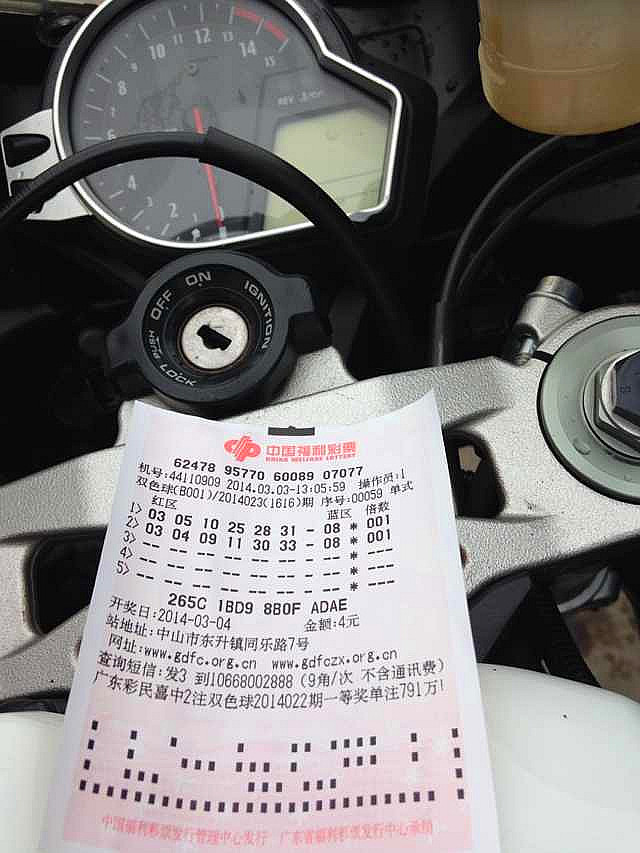 14
15
13
12
11
10
9
8
6
4
2
REV
OFF ON IGNITION
PUSH LOCK
中国福利彩票
CHINA WELFARE LOTTERY
62478 95770 60089 07077
机号:44110909 2014.03.03-13:05:59 操作员:1
双色球(B001)/2014023(1616)期 序号:00059 单式
红区 蓝区 倍数
1> 03 05 10 25 28 31 - 08 * 001
2> 03 04 09 11 30 33 - 08 * 001
3> -- -- -- -- -- -- - -- * ---
4> -- -- -- -- -- -- - -- * ---
5> -- -- -- -- -- -- - -- * ---
265C 1BD9 8B0F ADAE
开奖日:2014-03-04 金额:4元
站地址:中山市东升镇同乐路7号
网址:www.gdfc.org.cn www.gdfczx.org.cn
查询短信:发3 到10668002888 (9角/次 不含通讯费)
广东彩民喜中2注双色球2014022期一等奖单注791万!
中国福利彩票发行管理中心发行 广东省福利彩票发行中心承销